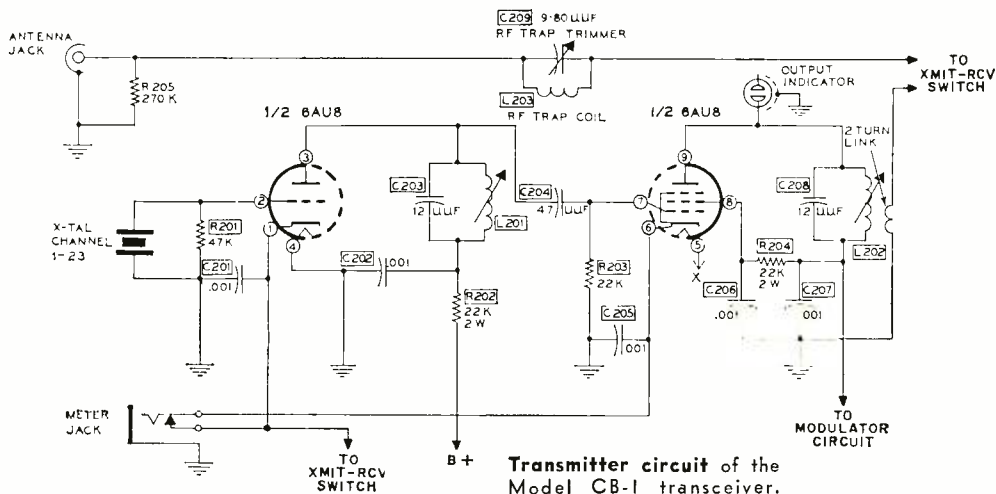 C209 9-80 µµF
RF TRAP TRIMMER
ANTENNA
JACK
R205
270 K
L203
RF TRAP COIL
OUTPUT
INDICATOR
TO
XMIT-RCV
SWITCH
1/2 6AU8
1/2 6AU8
2 TURN
LINK
3
9
C203
12 µµF
L201
C204
47 µµF
C208
12 µµF
L202
2
1
4
7
6
8
5
X
X-TAL
CHANNEL
1-23
R201
47K
C201
.001
C202
.001
R202
22 K
2 W
R203
22K
C205
.001
R204
22K
2 W
C206
.001
C207
001
METER
JACK
TO
XMIT-RCV
SWITCH
B+
TO
MODULATOR
CIRCUIT
Transmitter circuit of the
Model CB-1 transceiver.